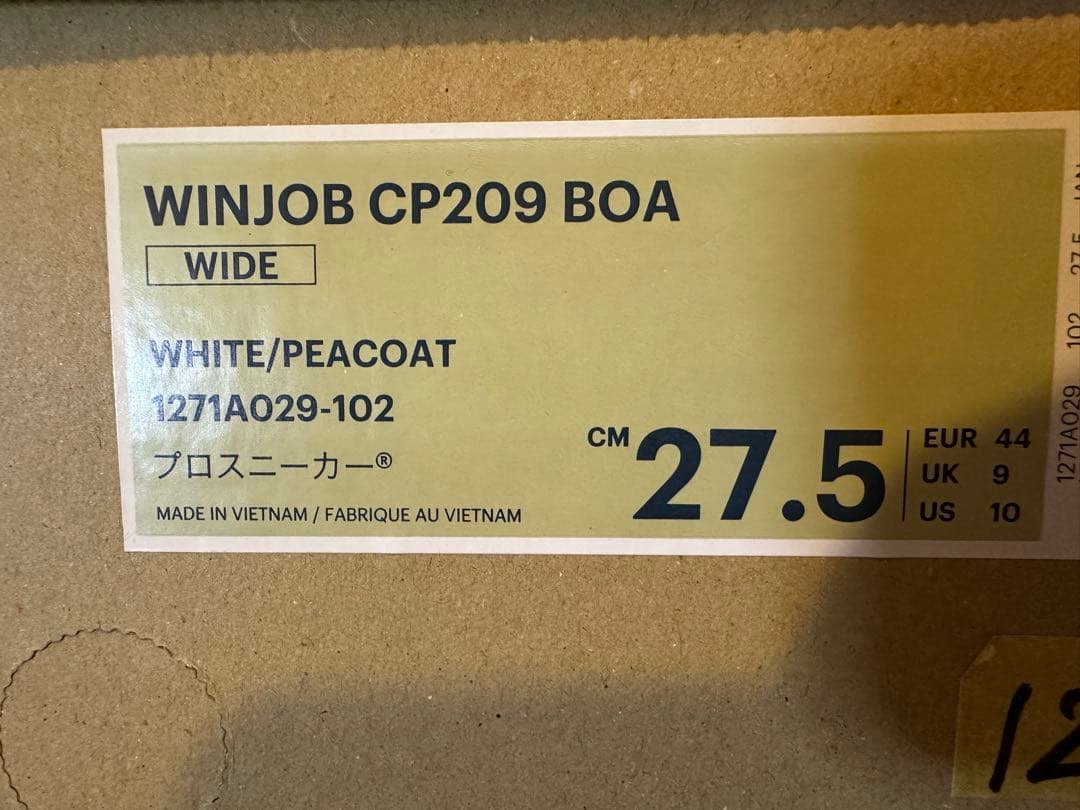 WINJOB CP209 BOA
WIDE
WHITE/PEACOAT
1271A029-102
プロスニーカー®
MADE IN VIETNAM / FABRIQUE AU VIETNAM
CM 27.5
EUR 44
UK 9
US 10
1271A029 102 27.5
12